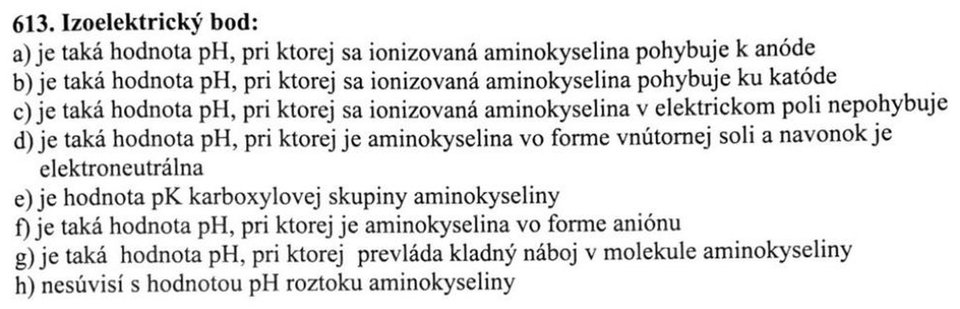 613. Izoelektrický bod:
a) je taká hodnota pH, pri ktorej sa ionizovaná aminokyselina pohybuje k anóde
b) je taká hodnota pH, pri ktorej sa ionizovaná aminokyselina pohybuje ku katóde
c) je taká hodnota pH, pri ktorej sa ionizovaná aminokyselina v elektrickom poli nepohybuje
d) je taká hodnota pH, pri ktorej je aminokyselina vo forme vnútornej soli a navonok je
elektroneutrálna
e) je hodnota pK karboxylovej skupiny aminokyseliny
f) je taká hodnota pH, pri ktorej je aminokyselina vo forme aniónu
g) je taká hodnota pH, pri ktorej prevláda kladný náboj v molekule aminokyseliny
h) nesúvisí s hodnotou pH roztoku aminokyseliny